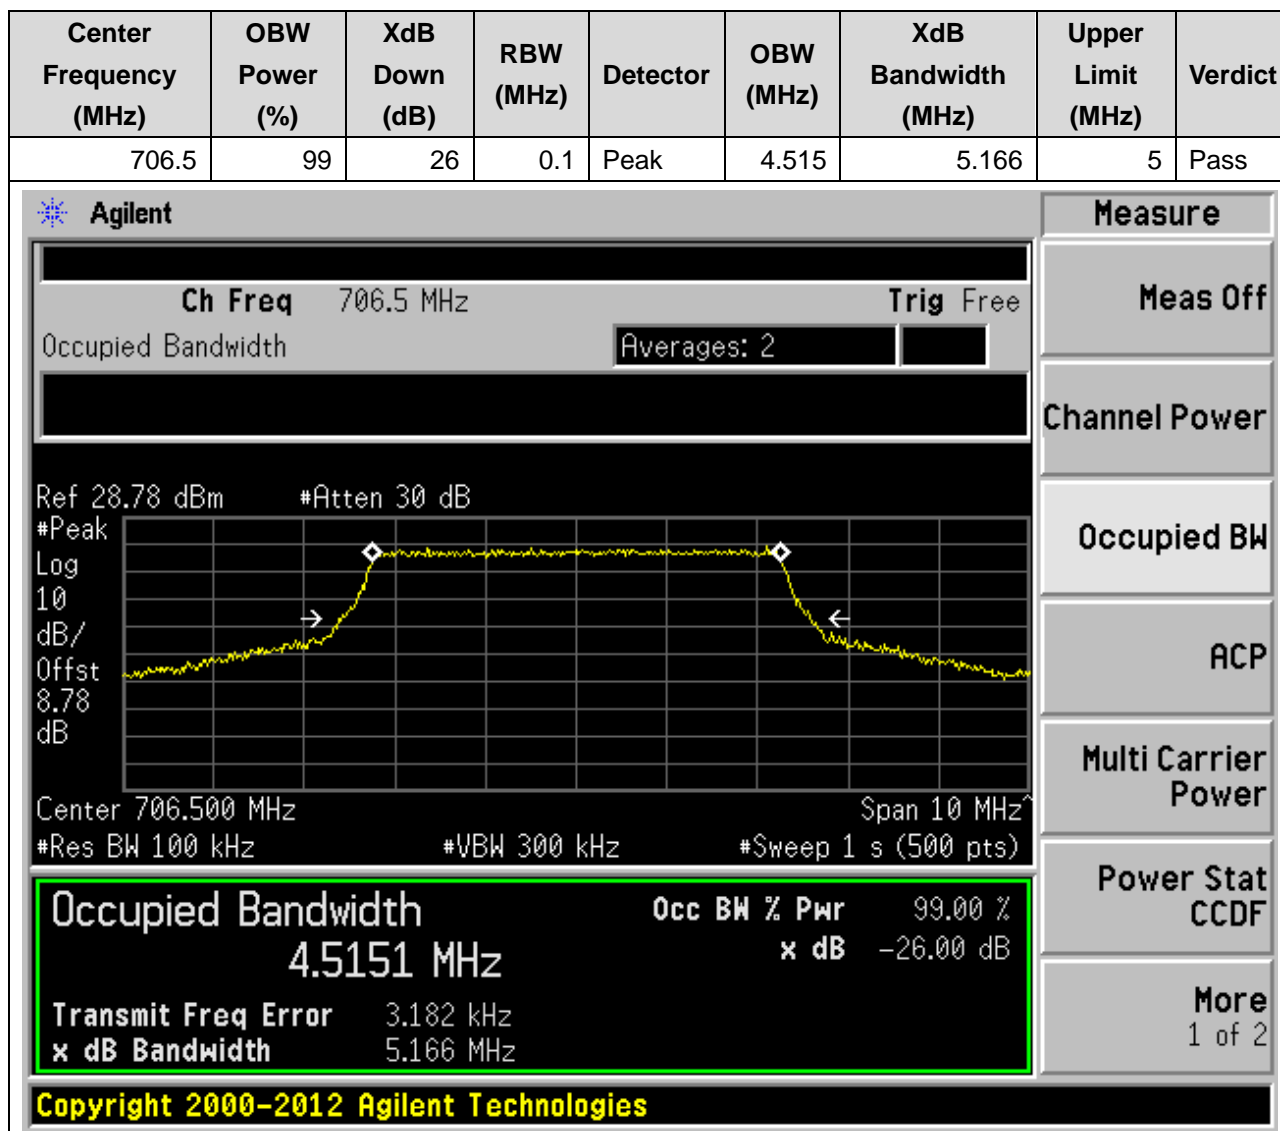 Center Frequency (MHz) OBW Power (%) XdB Down (dB) RBW (MHz) Detector OBW (MHz) XdB Bandwidth (MHz) Upper Limit (MHz) Verdict
706.5 99 26 0.1 Peak 4.515 5.166 5 Pass
Agilent
Measure
Ch Freq 706.5 MHz Trig Free
Meas Off
Occupied Bandwidth Averages: 2
Channel Power
Ref 28.78 dBm #Atten 30 dB
#Peak
Log
10
dB/
Offst
8.78
dB
Occupied BW
ACP
Multi Carrier
Power
Center 706.500 MHz Span 10 MHz^
#Res BW 100 kHz #VBW 300 kHz #Sweep 1 s (500 pts)
Power Stat
CCDF
Occupied Bandwidth Occ BW % Pwr 99.00 %
4.5151 MHz x dB -26.00 dB
Transmit Freq Error 3.182 kHz
x dB Bandwidth 5.166 MHz
More
1 of 2
Copyright 2000-2012 Agilent Technologies